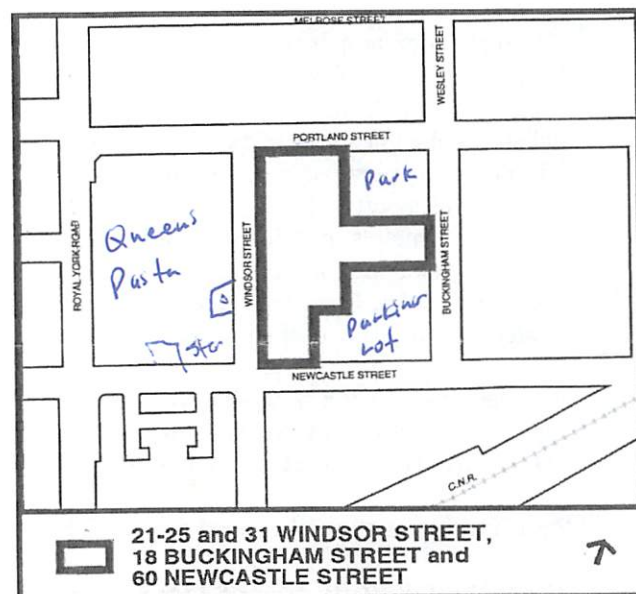 MELROSE STREET
WESLEY STREET
PORTLAND STREET
Park
Queens
Pasta
ROYAL YORK ROAD
WINDSOR STREET
BUCKINGHAM STREET
Parking
Lot
NEWCASTLE STREET
C.N.R.
21-25 and 31 WINDSOR STREET,
18 BUCKINGHAM STREET and
60 NEWCASTLE STREET